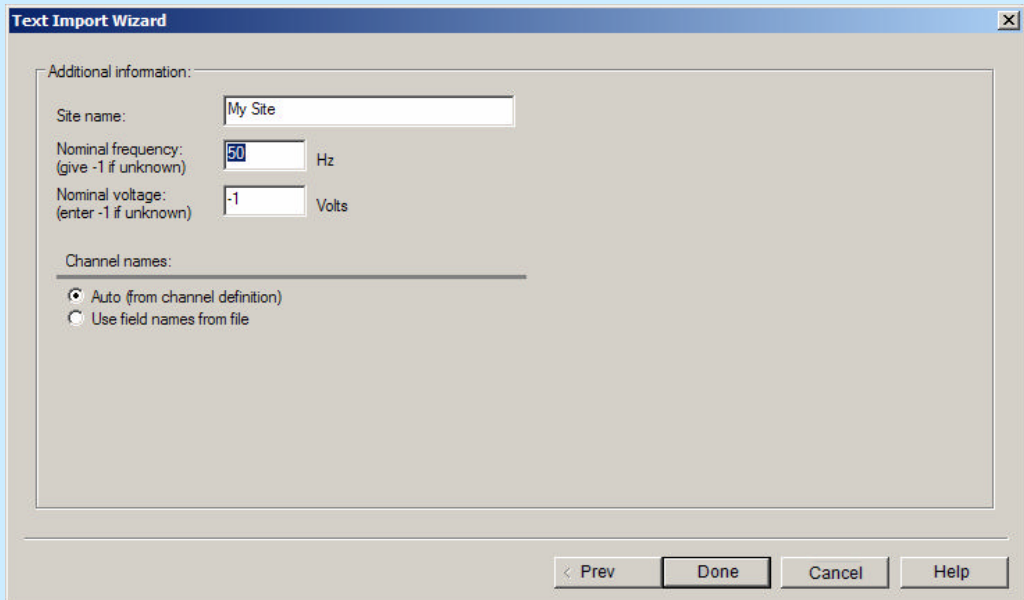 Text Import Wizard
Additional information:
Site name:
My Site
Nominal frequency:
(give -1 if unknown)
50
Hz
Nominal voltage:
(enter -1 if unknown)
-1
Volts
Channel names:
Auto (from channel definition)
Use field names from file
< Prev
Done
Cancel
Help